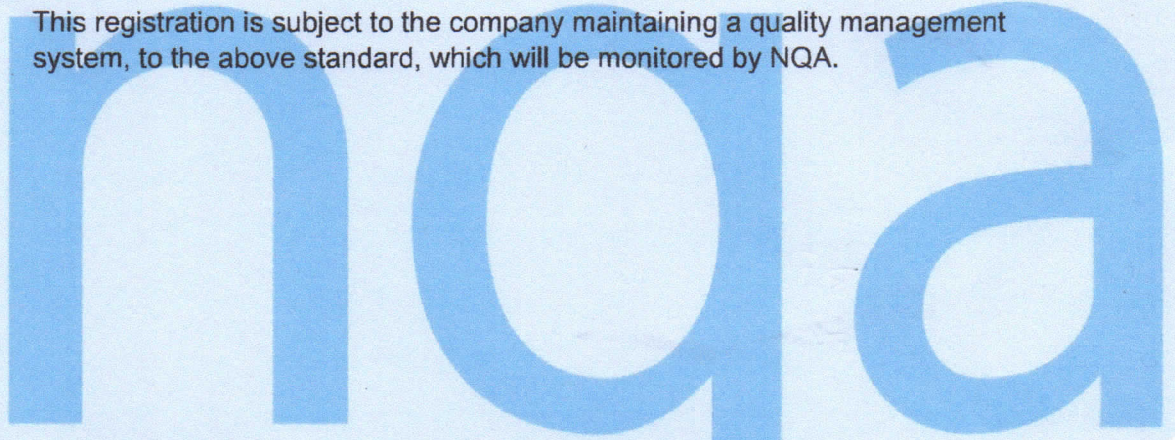 This registration is subject to the company maintaining a quality management
system, to the above standard, which will be monitored by NQA.
nqa